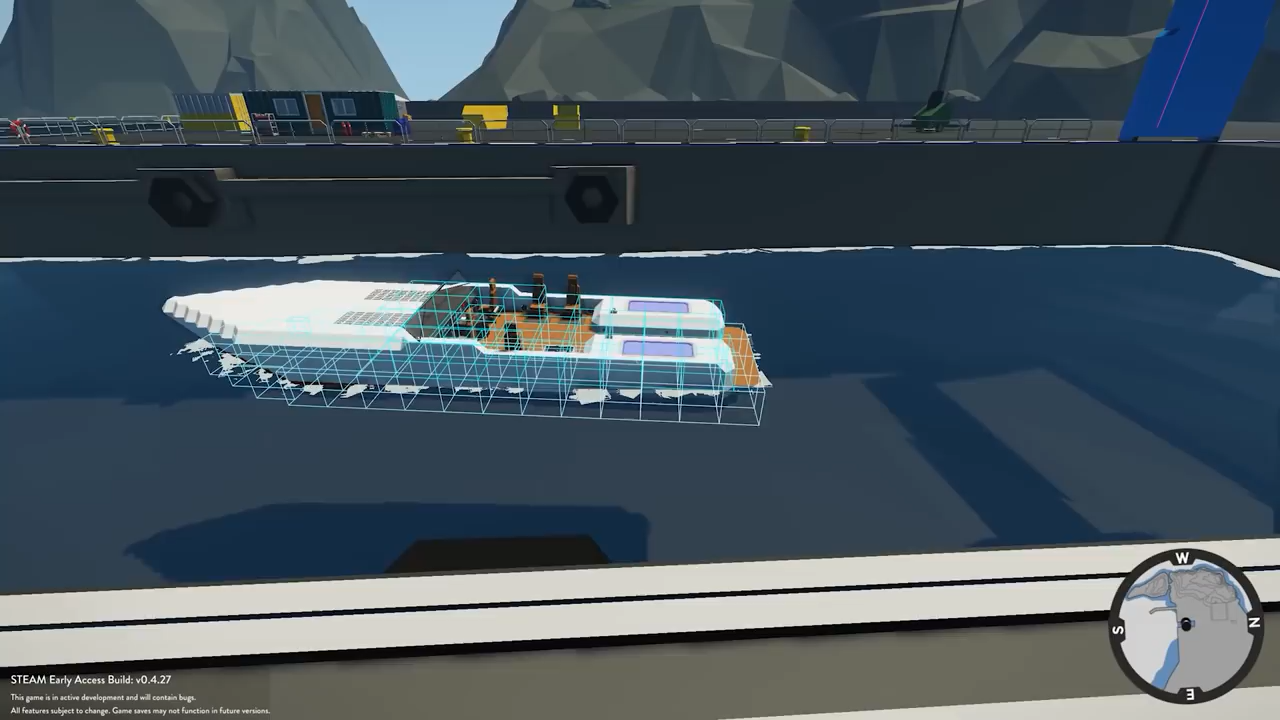 W
S
N
E
STEAM Early Access Build: v0.4.27
This game is in active development and will contain bugs.
All features subject to change. Game saves may not function in future versions.